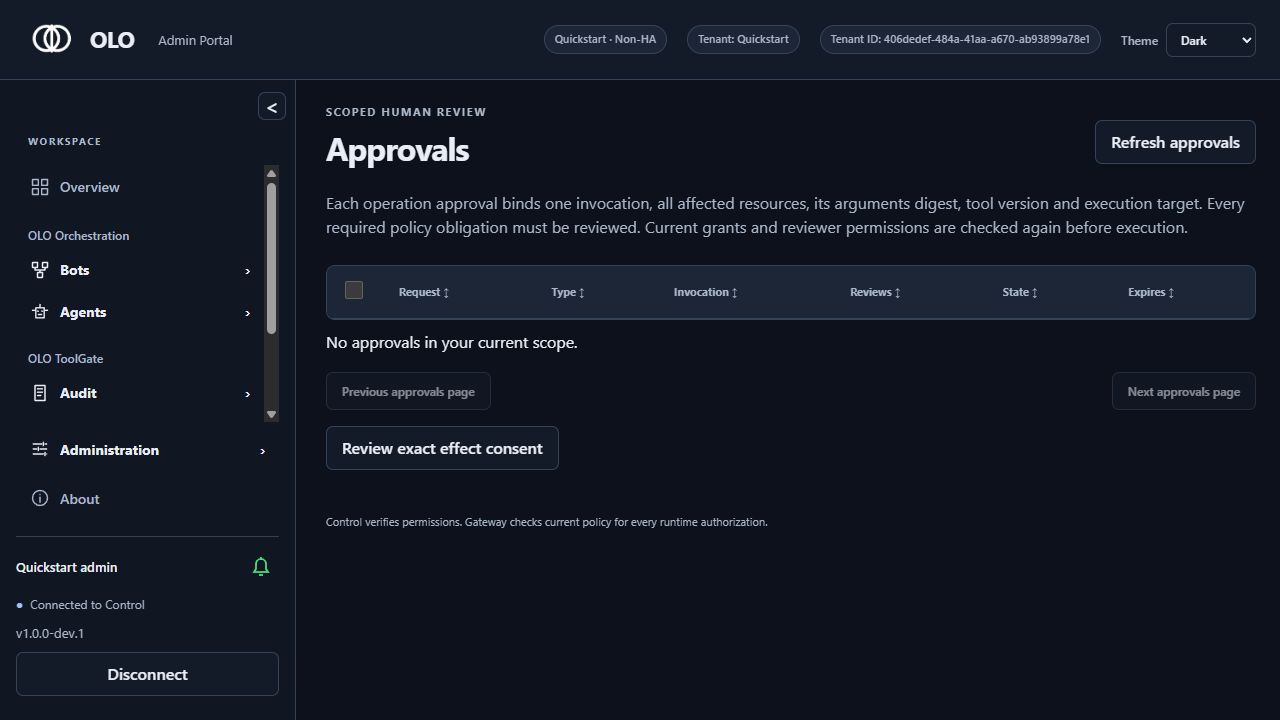 OLO
Admin Portal
Quickstart · Non-HA
Tenant: Quickstart
Tenant ID: 406dedef-484a-41aa-a670-ab93899a78e1
Theme
Dark
<
WORKSPACE
Overview
OLO Orchestration
Bots ›
Agents ›
OLO ToolGate
Audit ›
Administration ›
About
Quickstart admin
Connected to Control
v1.0.0-dev.1
Disconnect
SCOPED HUMAN REVIEW
Approvals
Refresh approvals
Each operation approval binds one invocation, all affected resources, its arguments digest, tool version and execution target. Every
required policy obligation must be reviewed. Current grants and reviewer permissions are checked again before execution.
Request ↕ Type ↕ Invocation ↕ Reviews ↕ State ↕ Expires ↕
No approvals in your current scope.
Previous approvals page
Next approvals page
Review exact effect consent
Control verifies permissions. Gateway checks current policy for every runtime authorization.